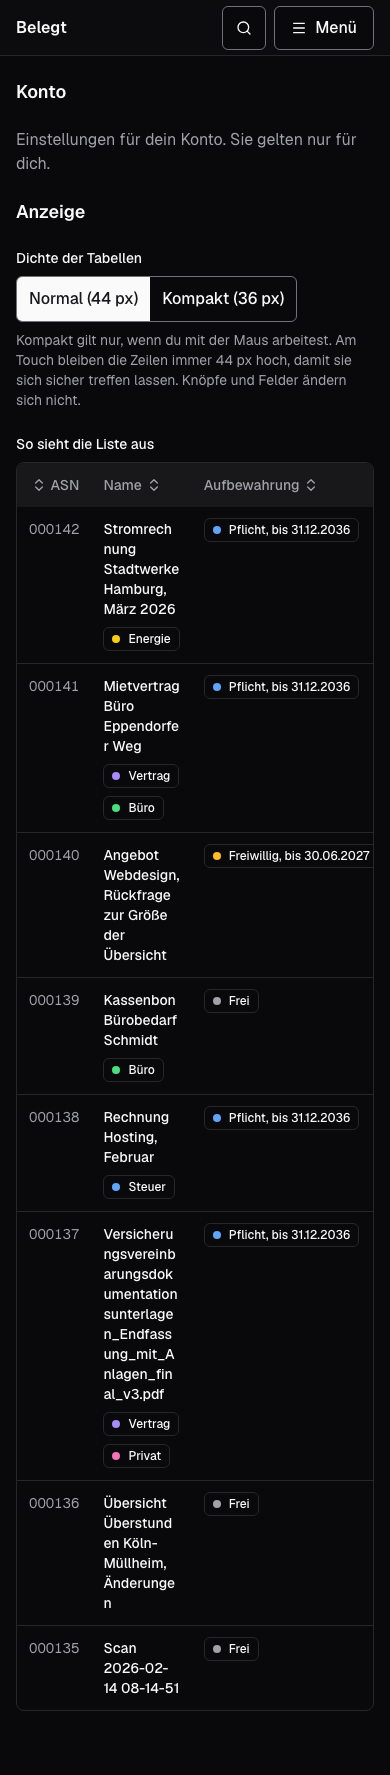 Belegt
Menü
Konto
Einstellungen für dein Konto. Sie gelten nur für
dich.
Anzeige
Dichte der Tabellen
Normal (44 px) Kompakt (36 px)
Kompakt gilt nur, wenn du mit der Maus arbeitest. Am
Touch bleiben die Zeilen immer 44 px hoch, damit sie
sich sicher treffen lassen. Knöpfe und Felder ändern
sich nicht.
So sieht die Liste aus
ASN Name Aufbewahrung
000142 Stromrech Pflicht, bis 31.12.2036
nung
Stadtwerke
Hamburg,
März 2026
Energie
000141 Mietvertrag Pflicht, bis 31.12.2036
Büro
Eppendorfe
r Weg
Vertrag
Büro
000140 Angebot Freiwillig, bis 30.06.2027
Webdesign,
Rückfrage
zur Größe
der
Übersicht
000139 Kassenbon Frei
Bürobedarf
Schmidt
Büro
000138 Rechnung Pflicht, bis 31.12.2036
Hosting,
Februar
Steuer
000137 Versicheru Pflicht, bis 31.12.2036
ngsvereinb
arungsdok
umentation
sunterlage
n_Endfass
ung_mit_A
nlagen_fin
al_v3.pdf
Vertrag
Privat
000136 Übersicht Frei
Überstund
en Köln-
Müllheim,
Änderunge
n
000135 Scan Frei
2026-02-
14 08-14-51